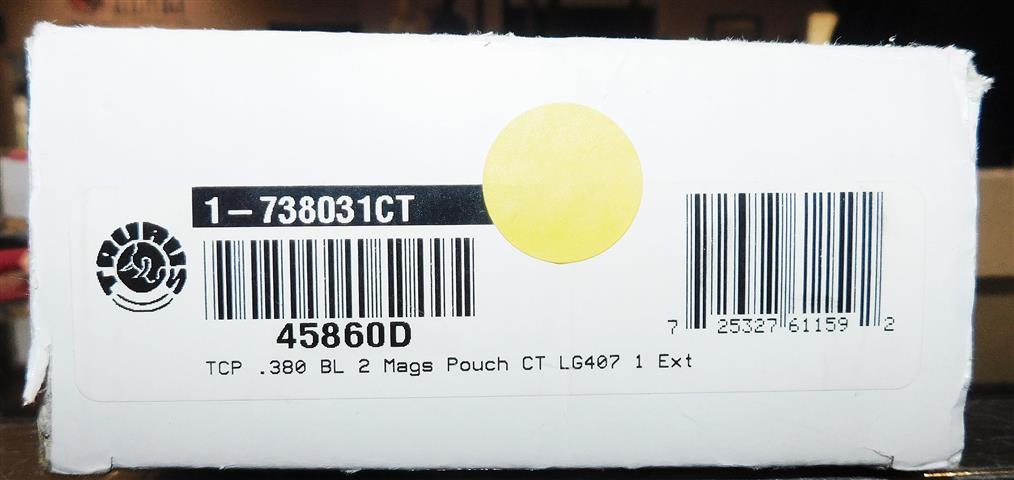 1-738031CT
TAURUS
45860D
7 25327 61159 2
TCP .380 BL 2 Mags Pouch CT LG407 1 Ext